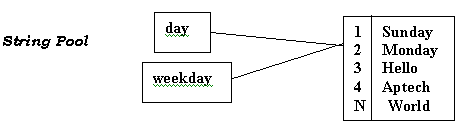 day
String Pool
weekday
1 Sunday
2 Monday
3 Hello
4 Aptech
N World